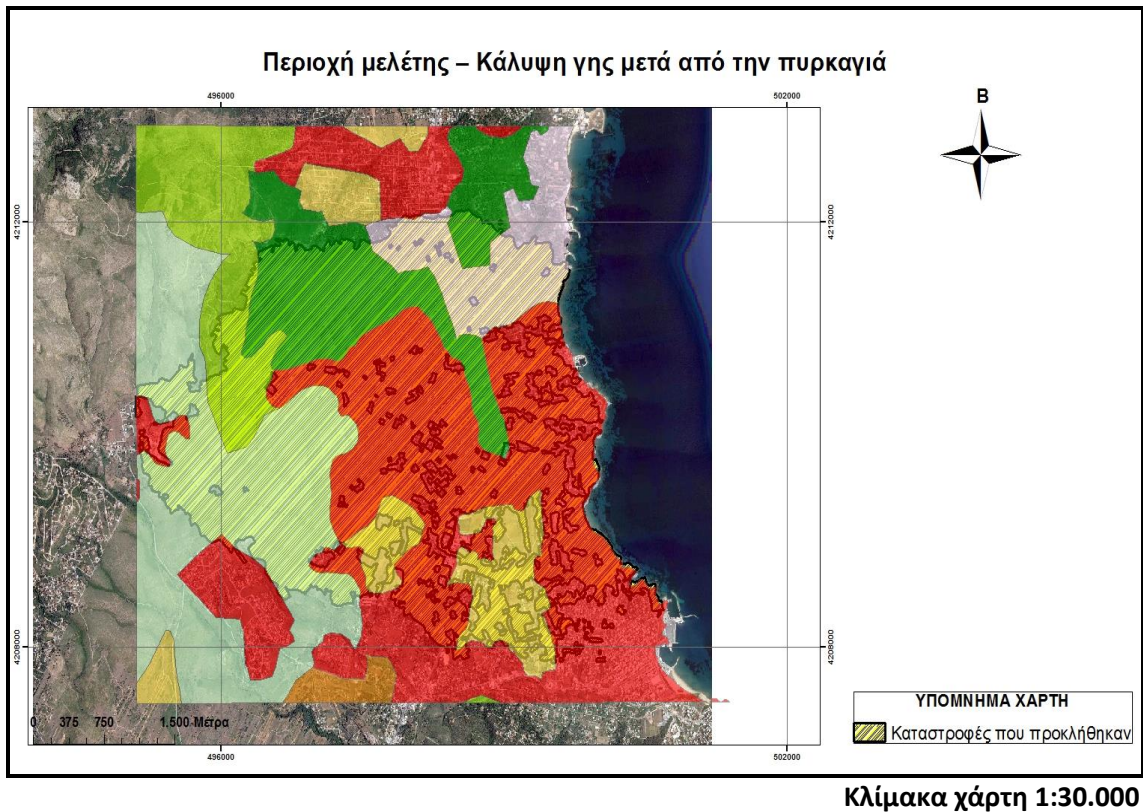 Περιοχή μελέτης – Κάλυψη γης μετά από την πυρκαγιά
496000 502000
Β
4212000 4212000
4208000 4208000
0 375 750 1.500 Μέτρα
496000 502000
ΥΠΟΜΝΗΜΑ ΧΑΡΤΗ
Καταστροφές που προκλήθηκαν
Κλίμακα χάρτη 1:30.000